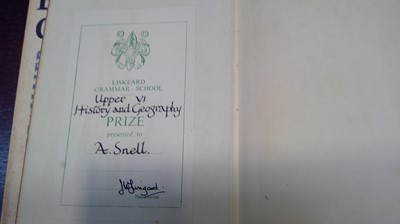 LISKEARD
GRAMMAR SCHOOL
Upper VI
History and Geography
PRIZE
presented to
A. Snell.